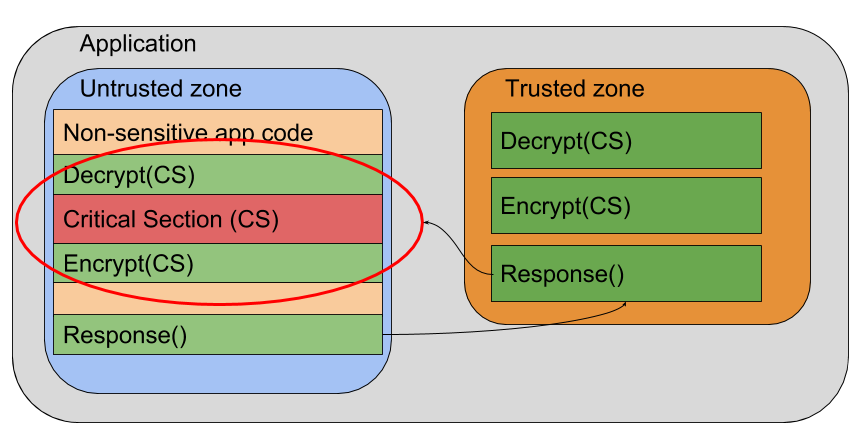 Application
Untrusted zone
Non-sensitive app code
Decrypt(CS)
Critical Section (CS)
Encrypt(CS)
Response()
Trusted zone
Decrypt(CS)
Encrypt(CS)
Response()